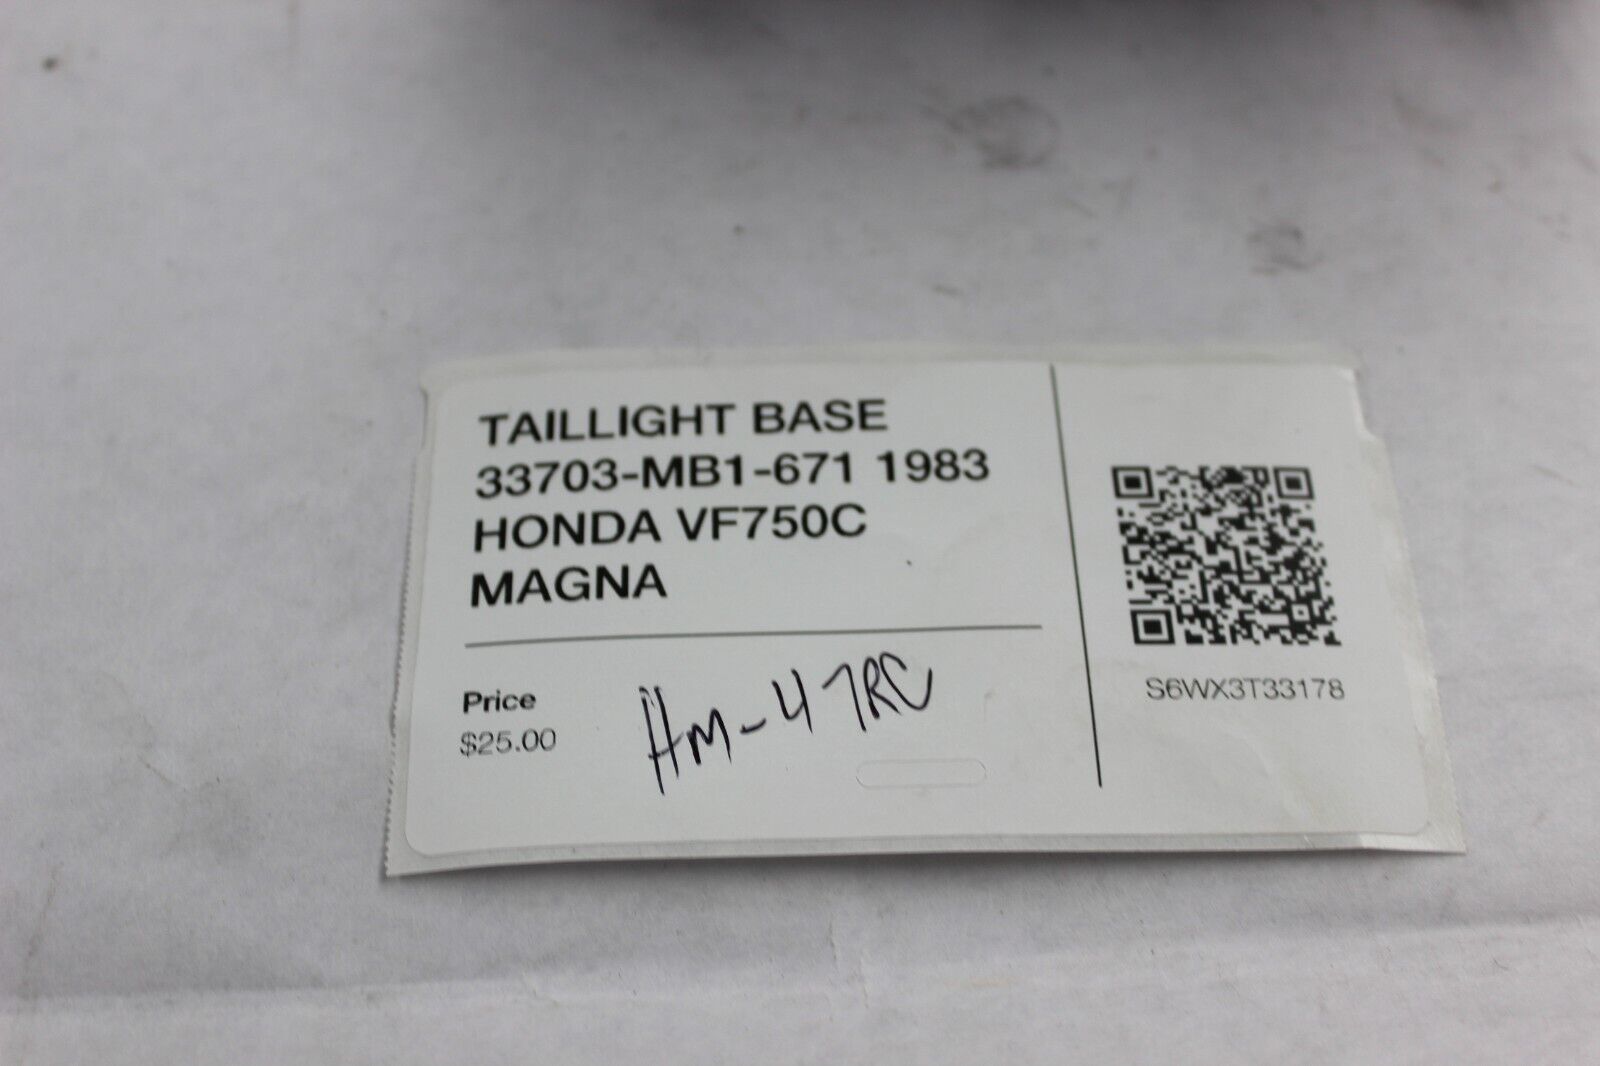 TAILLIGHT BASE
33703-MB1-671 1983
HONDA VF750C
MAGNA
Price
$25.00
Hm-47RC
S6WX3T33178